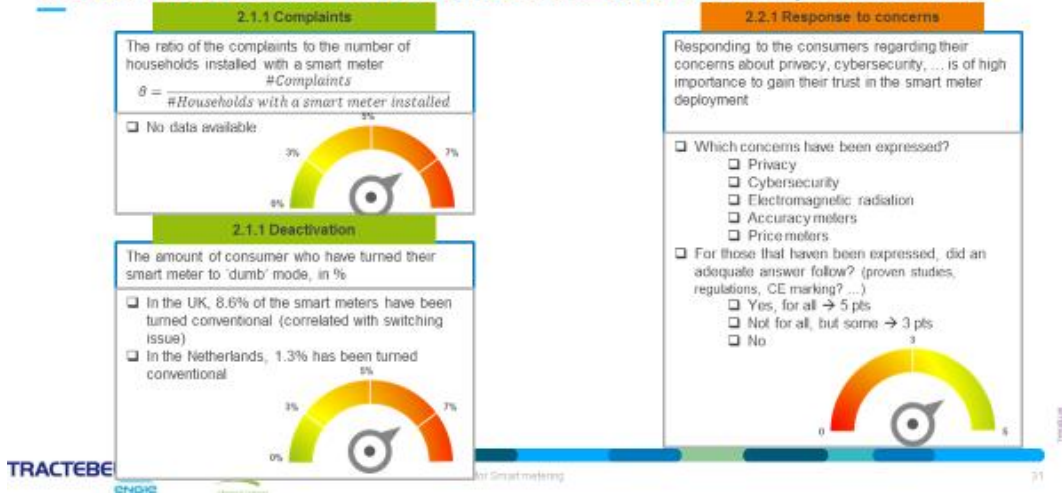 2.1.1 Complaints
The ratio of the complaints to the number of
households installed with a smart meter
θ = #Complaints
#Households with a smart meter installed
❑ No data available
0%
3%
5%
7%
2.1.1 Deactivation
The amount of consumer who have turned their
smart meter to 'dumb' mode, in %
❑ In the UK, 8.6% of the smart meters have been
turned conventional (correlated with switching
issue)
❑ In the Netherlands, 1.3% has been turned
conventional
0%
3%
5%
7%
2.2.1 Response to concerns
Responding to the consumers regarding their
concerns about privacy, cybersecurity, ... is of high
importance to gain their trust in the smart meter
deployment
❑ Which concerns have been expressed?
❑ Privacy
❑ Cybersecurity
❑ Electromagnetic radiation
❑ Accuracy meters
❑ Price meters
❑ For those that haven been expressed, did an
adequate answer follow? (proven studies,
regulations, CE marking? ...)
❑ Yes, for all → 5 pts
❑ Not for all, but some → 3 pts
❑ No
0
3
5
TRACTEBE
ENGIE
for Smart metering
31